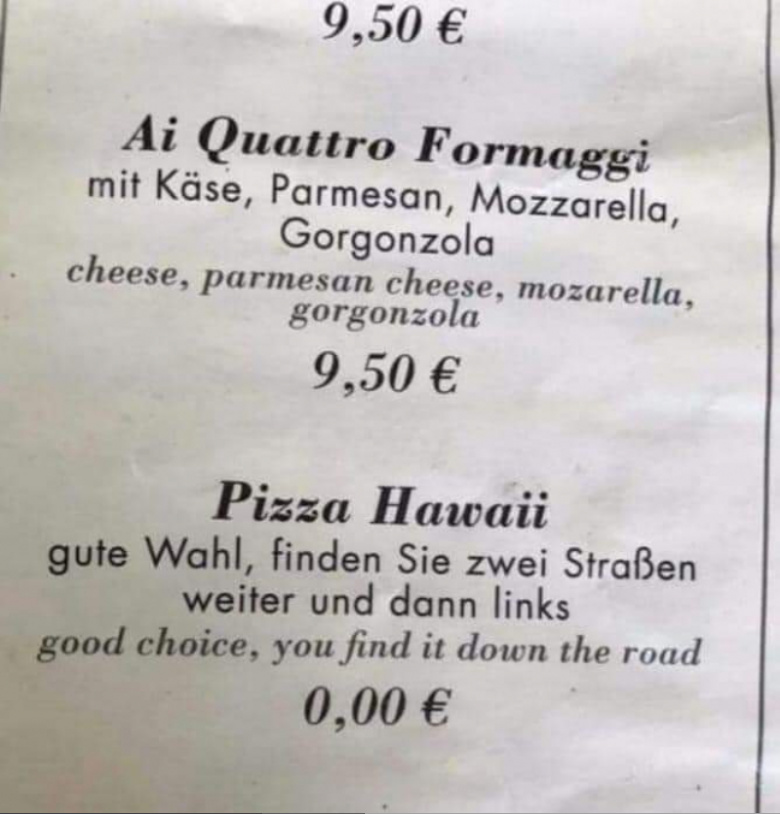 9,50 €
Ai Quattro Formaggi
mit Käse, Parmesan, Mozzarella,
Gorgonzola
cheese, parmesan cheese, mozarella,
gorgonzola
9,50 €
Pizza Hawaii
gute Wahl, finden Sie zwei Straßen
weiter und dann links
good choice, you find it down the road
0,00 €